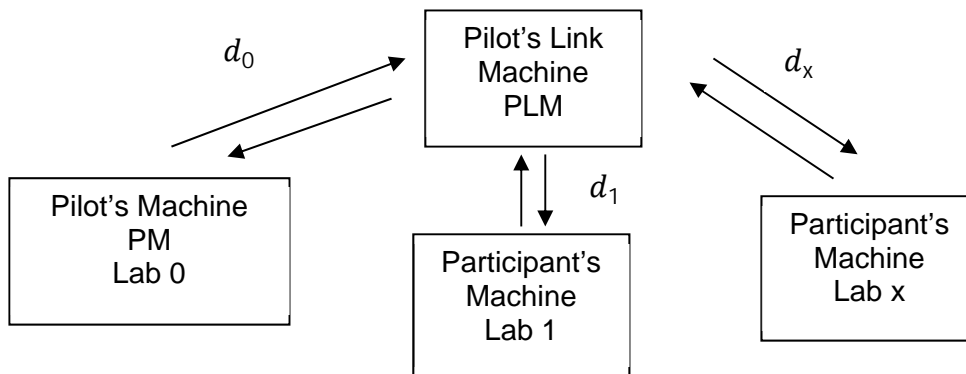 Pilot's Link
Machine
PLM
d₀
dₓ
d₁
Pilot's Machine
PM
Lab 0
Participant's
Machine
Lab 1
Participant's
Machine
Lab x